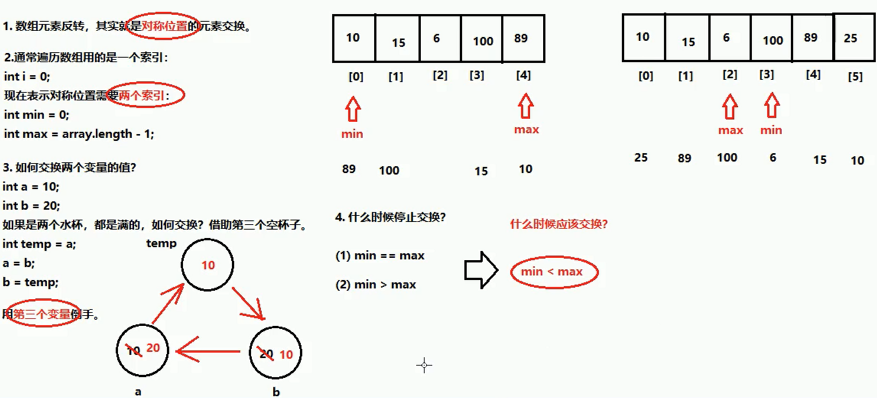 1. 数组元素反转，其实就是对称位置的元素交换。
2.通常遍历数组用的是一个索引：
int i = 0;
现在表示对称位置需要两个索引：
int min = 0;
int max = array.length - 1;
3. 如何交换两个变量的值？
int a = 10;
int b = 20;
如果是两个水杯，都是满的，如何交换？借助第三个空杯子。
int temp = a;
a = b;
b = temp;
用第三个变量倒手。
temp
10
10 20
20 10
a
b
10 15 6 100 89
[0] [1] [2] [3] [4]
min
max
89 100 15 10
10 15 6 100 89 25
[0] [1] [2] [3] [4] [5]
max
min
25 89 100 6 15 10
4. 什么时候停止交换？
(1) min == max
(2) min > max
什么时候应该交换？
min < max